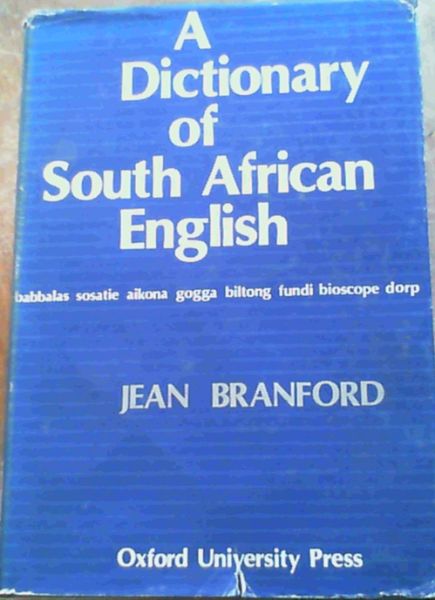 A
Dictionary
of
South African
English
babbalas sosatie aikona gogga biltong fundi bioscope dorp
JEAN BRANFORD
Oxford University Press